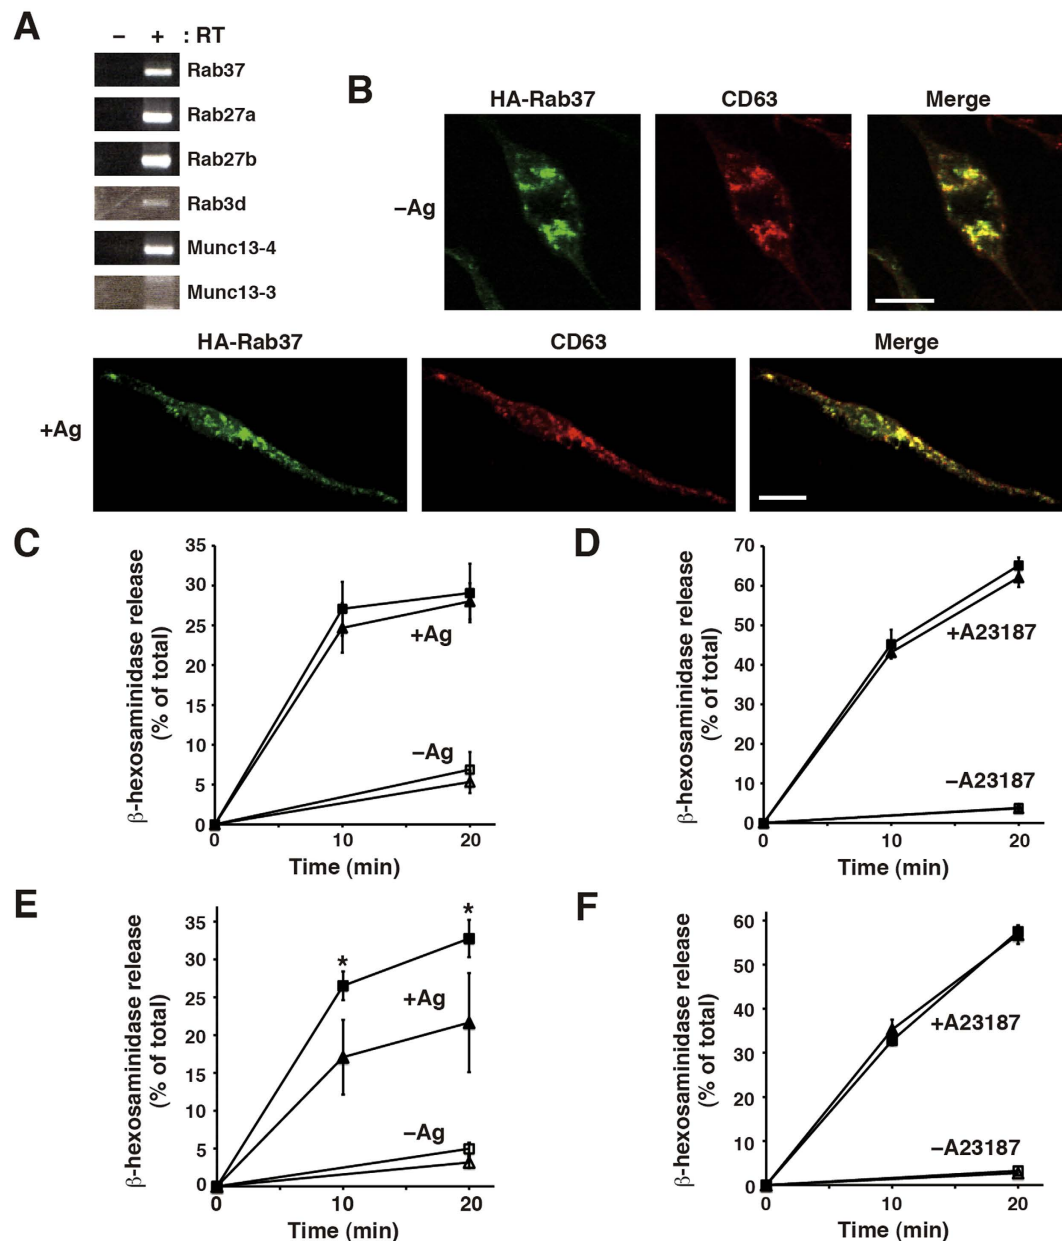 A
– + : RT
Rab37
Rab27a
Rab27b
Rab3d
Munc13-4
Munc13-3
B
HA-Rab37 CD63 Merge
–Ag
HA-Rab37 CD63 Merge
+Ag
C
β-hexosaminidase release
(% of total)
35
30
25
20
15
10
5
0
+Ag
–Ag
0 10 20
Time (min)
D
β-hexosaminidase release
(% of total)
70
60
50
40
30
20
10
0
+A23187
–A23187
0 10 20
Time (min)
E
β-hexosaminidase release
(% of total)
35
30
25
20
15
10
5
0
*
*
+Ag
–Ag
0 10 20
Time (min)
F
β-hexosaminidase release
(% of total)
60
50
40
30
20
10
0
+A23187
–A23187
0 10 20
Time (min)